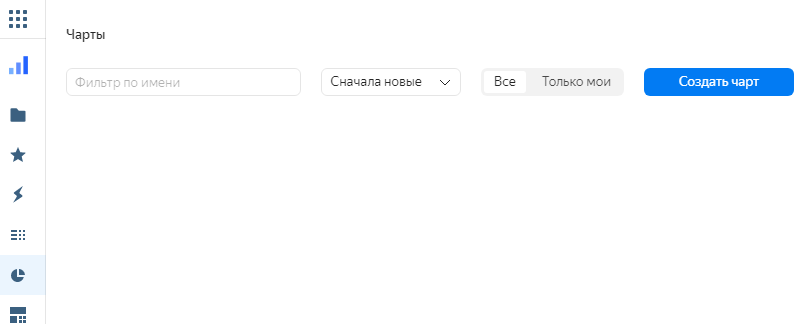 Чарты
Фильтр по имени
Сначала новые
Все
Только мои
Создать чарт